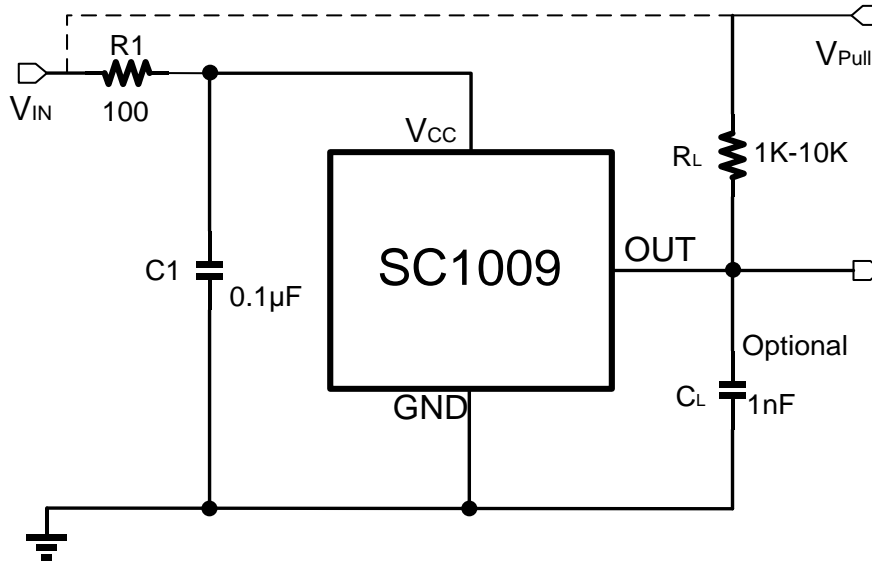 R1
VIN
100
VPull
VCC
RL
1K-10K
SC1009
OUT
C1
0.1µF
Optional
GND
CL
1nF